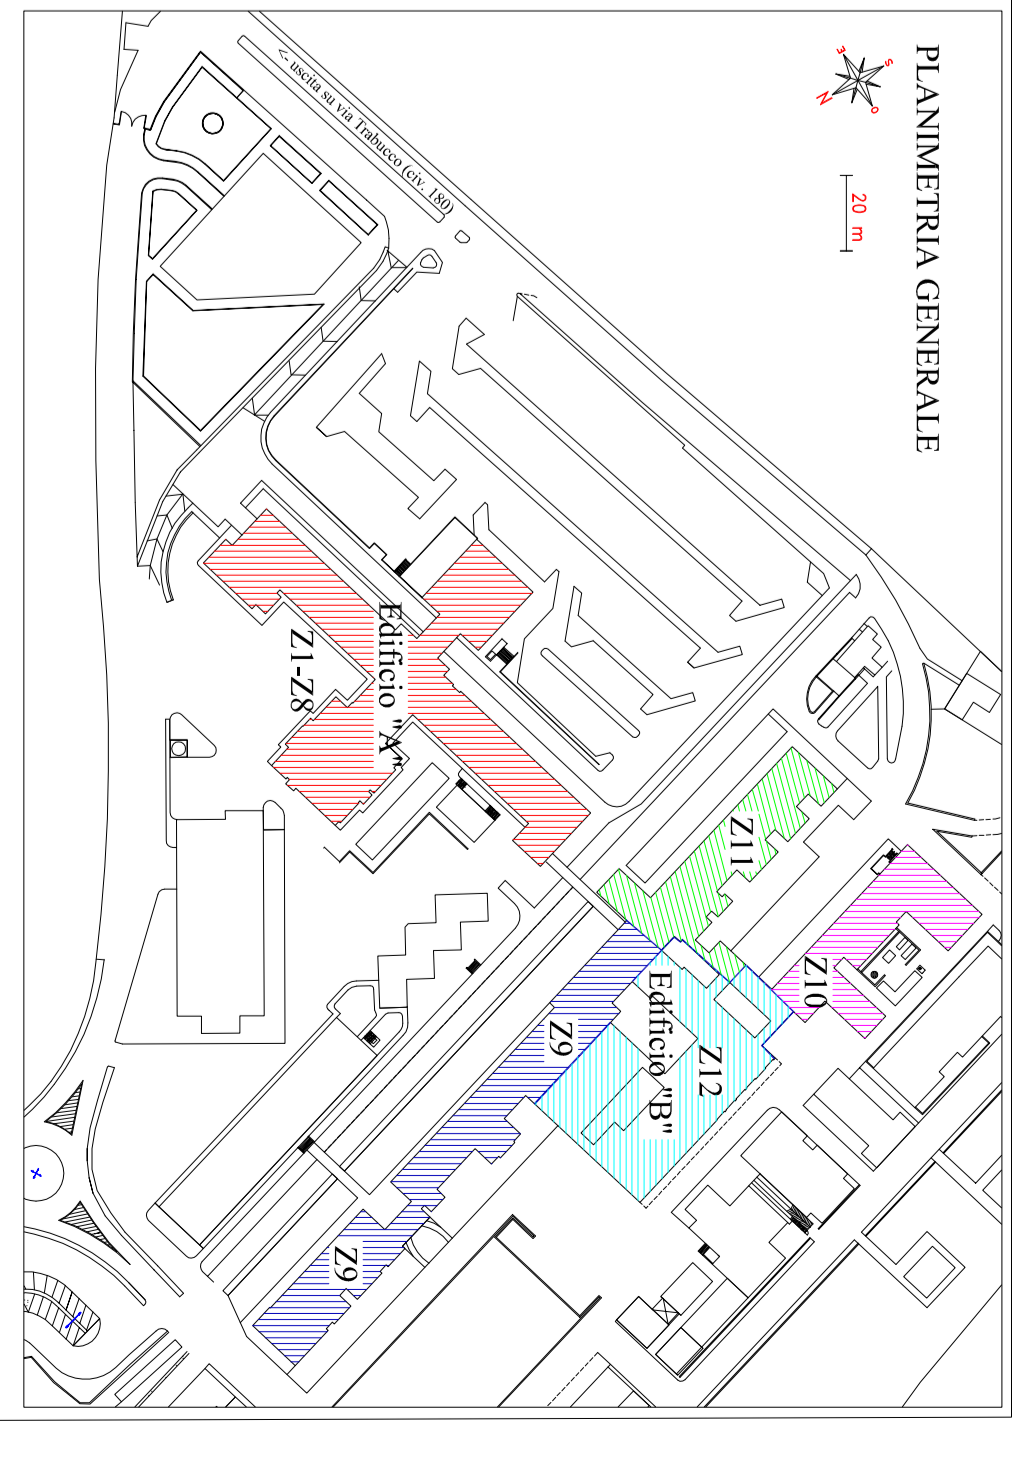 PLANIMETRIA GENERALE
S
E
O
N
20 m
<- uscita su via Trabucco (civ. 180)
Edificio "A"
Z1-Z8
Z11
Z10
Edificio "B"
Z12
Z9
Z9